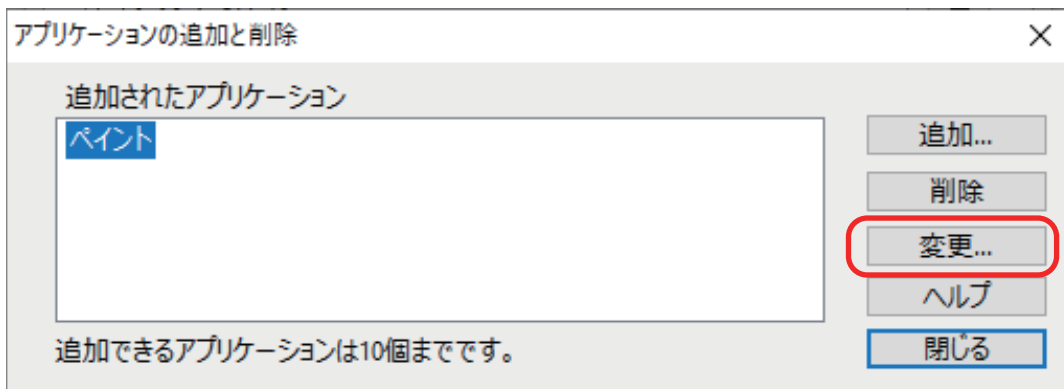 アプリケーションの追加と削除
追加されたアプリケーション
ペイント
追加...
削除
変更...
ヘルプ
閉じる
追加できるアプリケーションは10個までです。